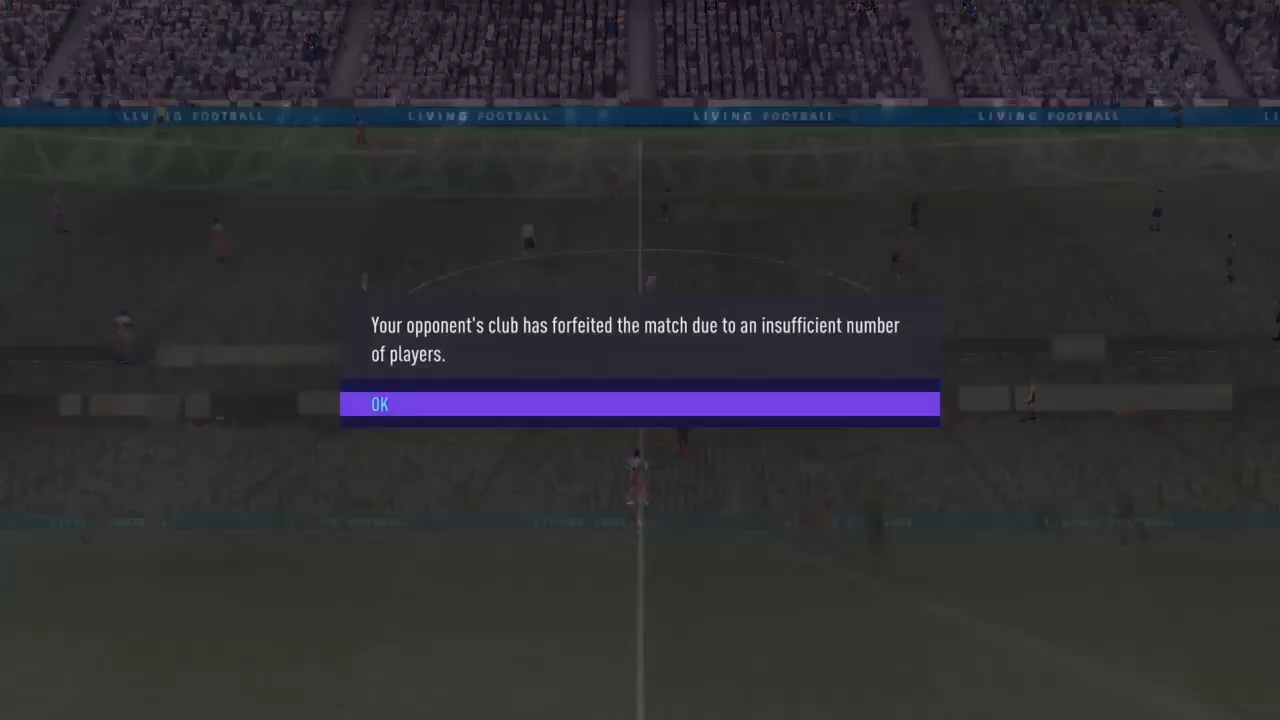 LIVING FOOTBALL LIVING FOOTBALL LIVING FOOTBALL LIVING FOOTBALL
Your opponent's club has forfeited the match due to an insufficient number
of players.
OK